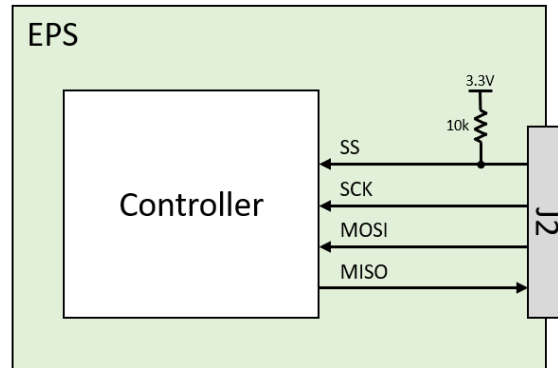 EPS
3.3V
10k
SS
SCK
Controller
MOSI
J2
MISO